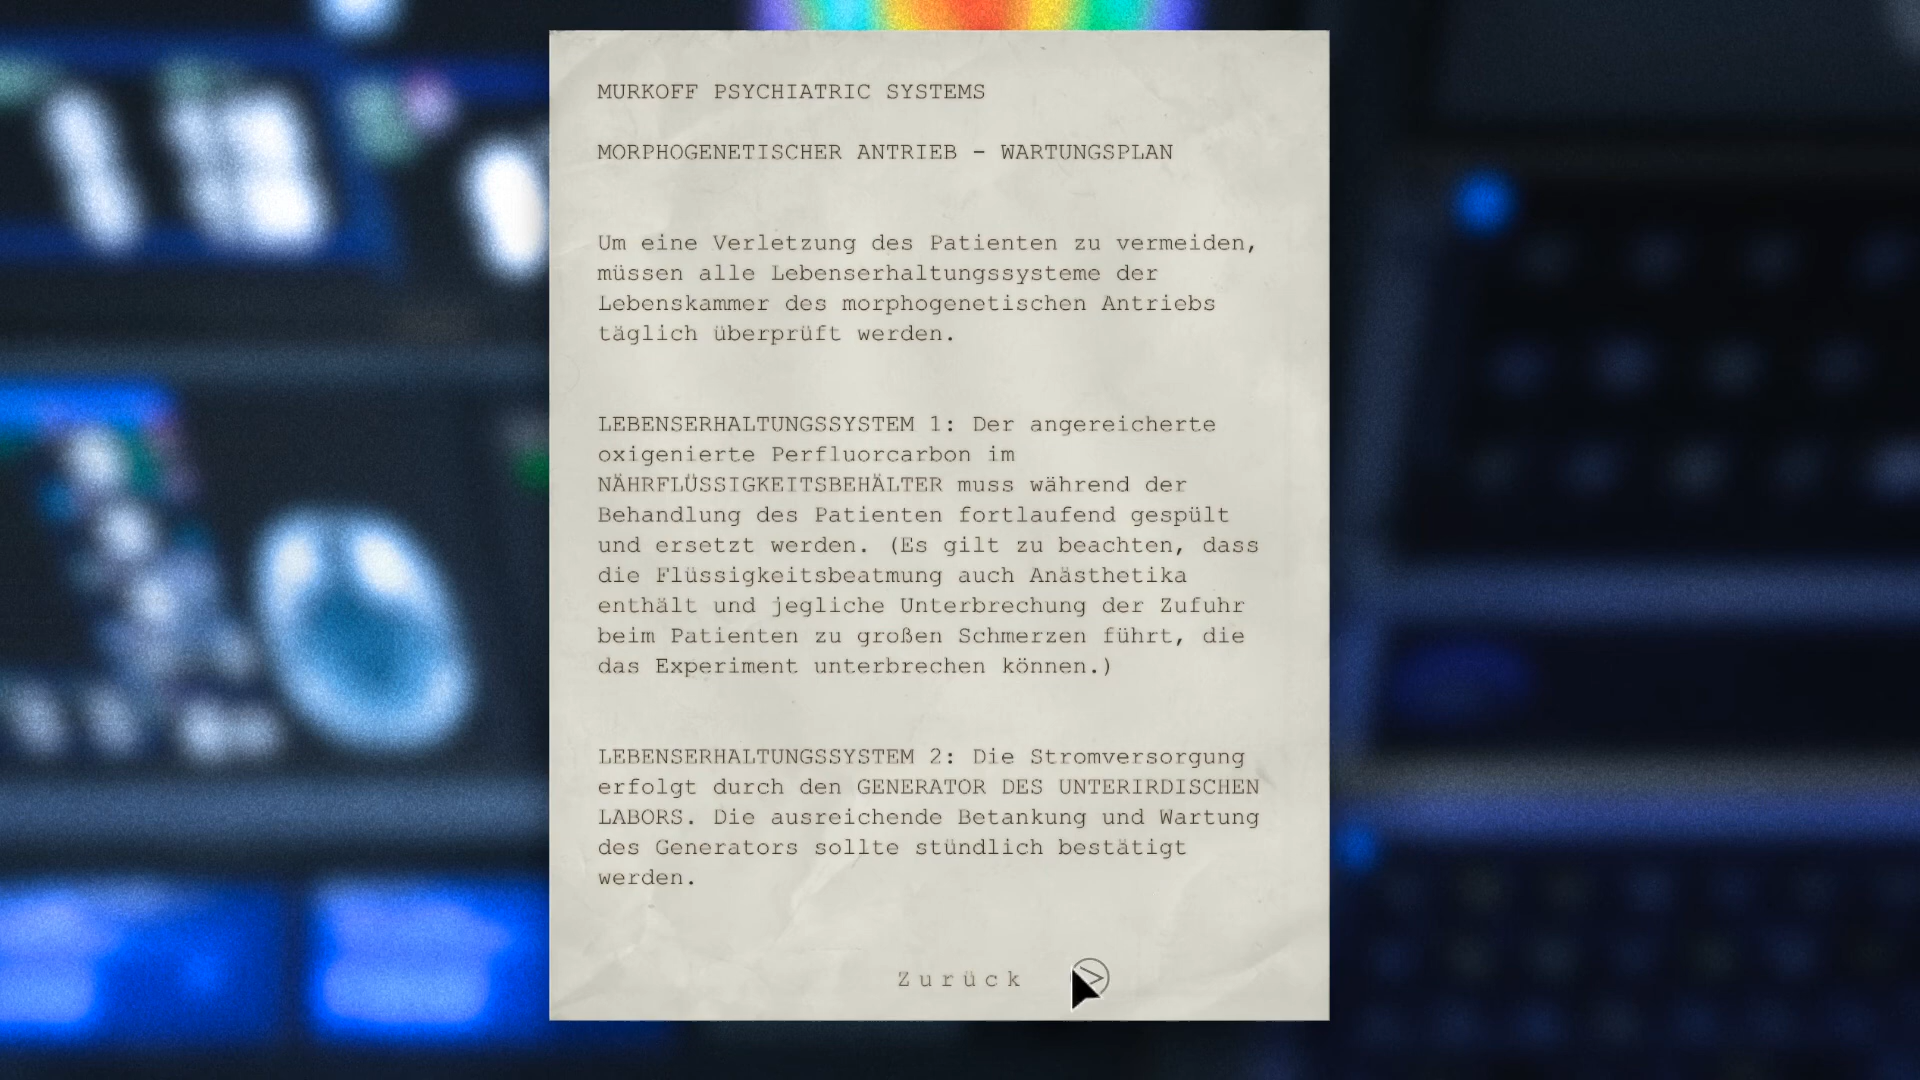 MURKOFF PSYCHIATRIC SYSTEMS
MORPHOGENETISCHER ANTRIEB - WARTUNGSPLAN
Um eine Verletzung des Patienten zu vermeiden,
müssen alle Lebenserhaltungssysteme der
Lebenskammer des morphogenetischen Antriebs
täglich überprüft werden.
LEBENSERHALTUNGSSYSTEM 1: Der angereicherte
oxigenierte Perfluorcarbon im
NÄHRFLÜSSIGKEITSBEHÄLTER muss während der
Behandlung des Patienten fortlaufend gespült
und ersetzt werden. (Es gilt zu beachten, dass
die Flüssigkeitsbeatmung auch Anästhetika
enthält und jegliche Unterbrechung der Zufuhr
beim Patienten zu großen Schmerzen führt, die
das Experiment unterbrechen können.)
LEBENSERHALTUNGSSYSTEM 2: Die Stromversorgung
erfolgt durch den GENERATOR DES UNTERIRDISCHEN
LABORS. Die ausreichende Betankung und Wartung
des Generators sollte stündlich bestätigt
werden.
Zurück